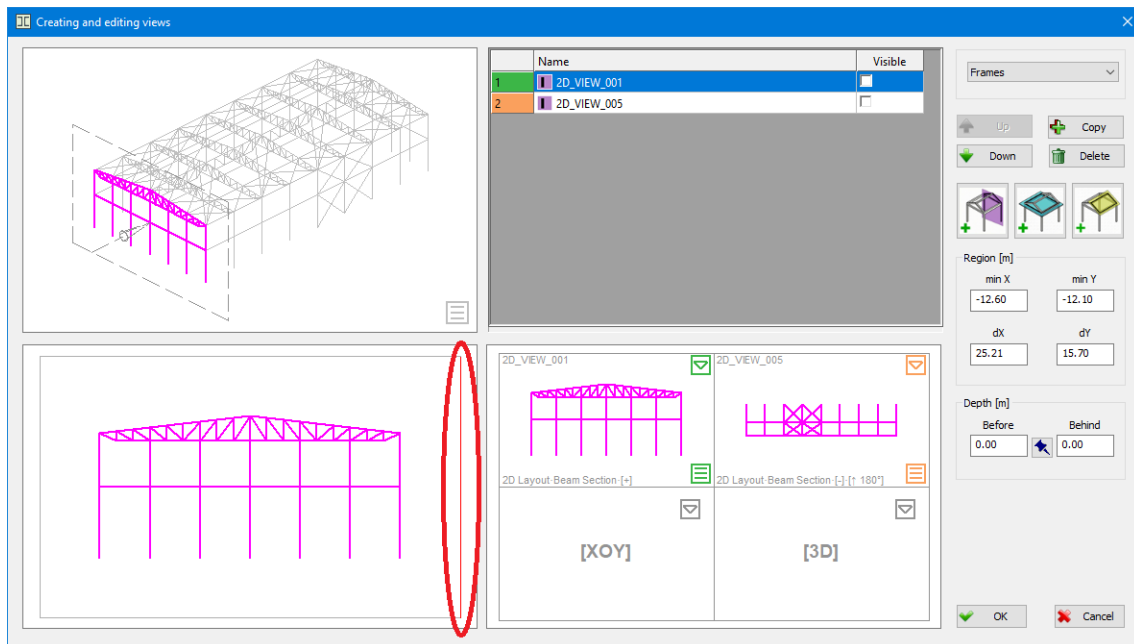 Creating and editing views
Name Visible
1 2D_VIEW_001
2 2D_VIEW_005
Frames
Up Copy
Down Delete
Region [m]
min X min Y
-12.60 -12.10
dX dY
25.21 15.70
Depth [m]
Before Behind
0.00 0.00
2D_VIEW_001 2D_VIEW_005
2D Layout·Beam Section·[+] 2D Layout·Beam Section·[-]·[↑ 180°]
[XOY] [3D]
OK Cancel